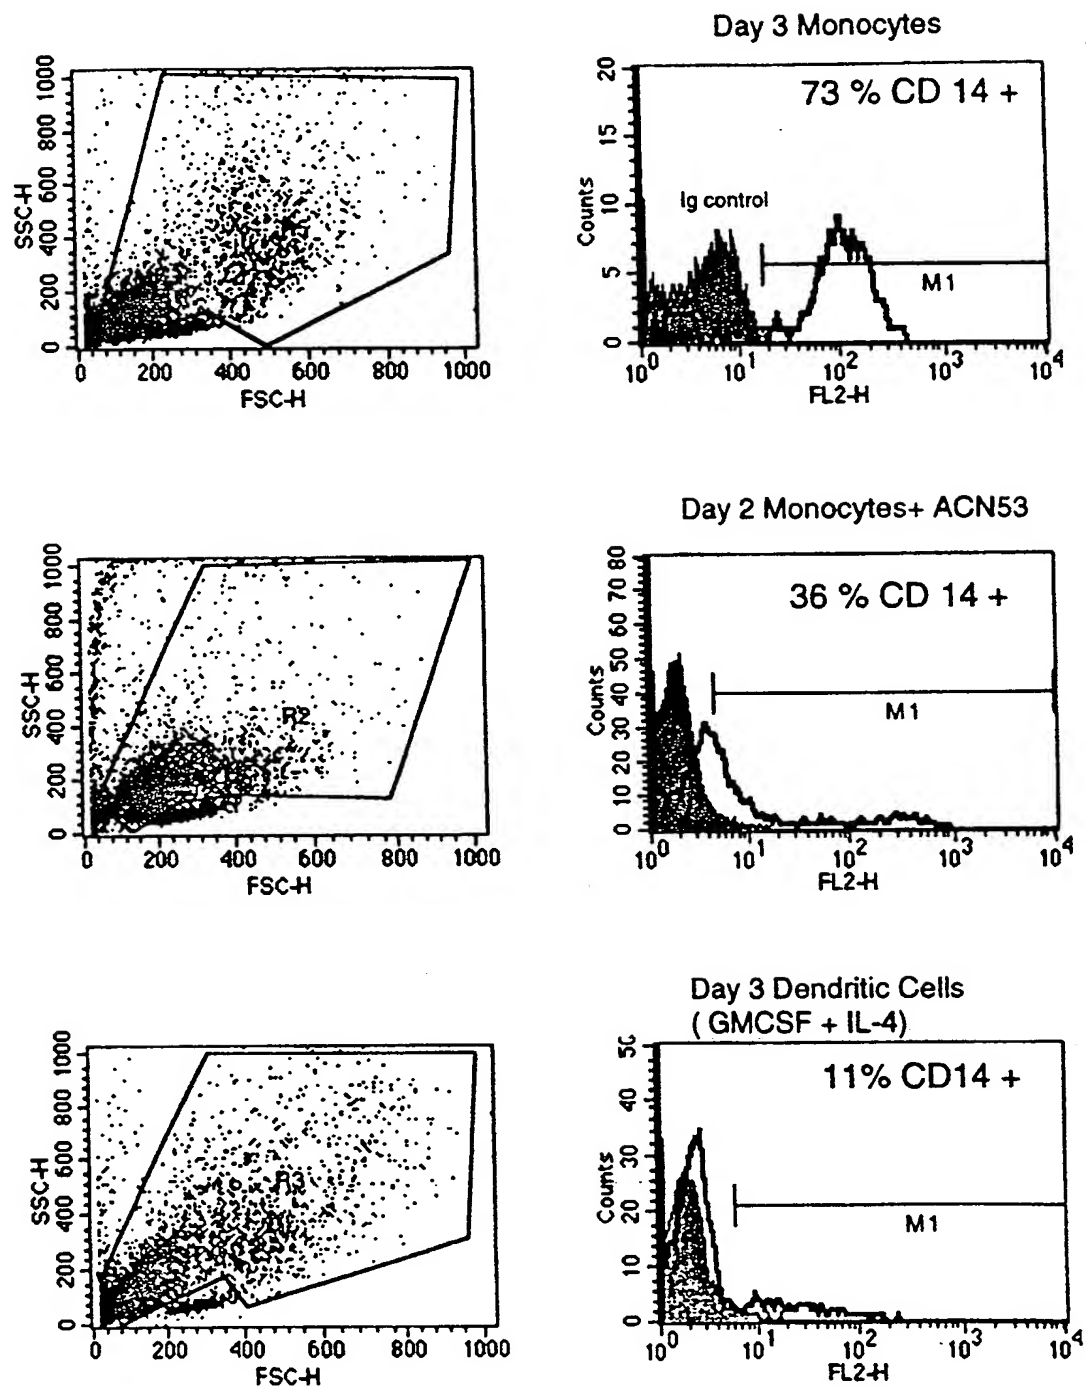 Day 3 Monocytes
1000
800
600
400
200
0
SSC-H
0 200 400 600 800 1000
FSC-H
20
15
10
5
0
Counts
73 % CD 14 +
Ig control
M1
10^0 10^1 10^2 10^3 10^4
FL2-H
Day 2 Monocytes+ ACN53
1000
800
600
400
200
0
SSC-H
R2
0 200 400 600 800 1000
FSC-H
80
70
60
50
40
30
20
10
0
Counts
36 % CD 14 +
M1
10^0 10^1 10^2 10^3 10^4
FL2-H
Day 3 Dendritic Cells
( GMCSF + IL-4)
1000
800
600
400
200
0
SSC-H
R3
0 200 400 600 800 1000
FSC-H
50
40
30
20
10
0
Counts
11% CD14 +
M1
10^0 10^1 10^2 10^3 10^4
FL2-H